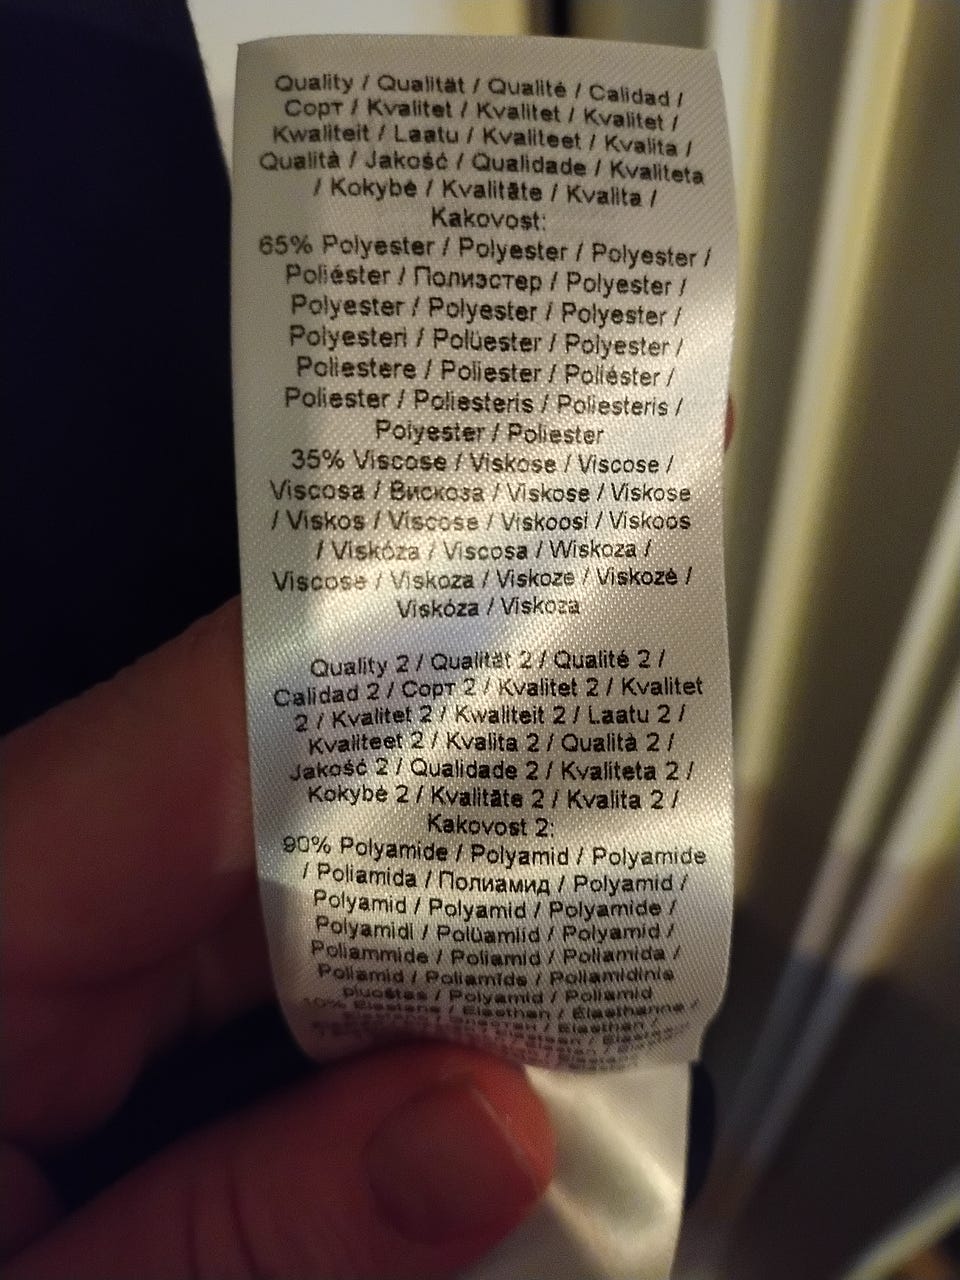 Quality / Qualität / Qualité / Calidad /
Сорт / Kvalitet / Kvalitet / Kvalitet /
Kwaliteit / Laatu / Kvaliteet / Kvalita /
Qualità / Jakość / Qualidade / Kvaliteta
/ Kokybė / Kvalitāte / Kvalita /
Kakovost:
65% Polyester / Polyester / Polyester /
Poliéster / Полиэстер / Polyester /
Polyester / Polyester / Polyester /
Polyesteri / Polüester / Polyester /
Poliestere / Poliester / Poliéster /
Poliester / Poliesteris / Poliesteris /
Polyester / Poliester
35% Viscose / Viskose / Viscose /
Viscosa / Вискоза / Viskose / Viskose
/ Viskos / Viscose / Viskoosi / Viskoos
/ Viskóza / Viscosa / Wiskoza /
Viscose / Viskoza / Viskoze / Viskozė /
Viskóza / Viskoza
Quality 2 / Qualität 2 / Qualité 2 /
Calidad 2 / Сорт 2 / Kvalitet 2 / Kvalitet
2 / Kvalitet 2 / Kwaliteit 2 / Laatu 2 /
Kvaliteet 2 / Kvalita 2 / Qualità 2 /
Jakość 2 / Qualidade 2 / Kvaliteta 2 /
Kokybė 2 / Kvalitāte 2 / Kvalita 2 /
Kakovost 2:
90% Polyamide / Polyamid / Polyamide
/ Poliamida / Полиамид / Polyamid /
Polyamid / Polyamid / Polyamide /
Polyamidi / Polüamiid / Polyamid /
Poliammide / Poliamid / Poliamida /
Poliamid / Poliamīds / Poliamidinis
pluoštas / Polyamid / Poliamid
10% Elastane / Elasthan / Élasthanne /